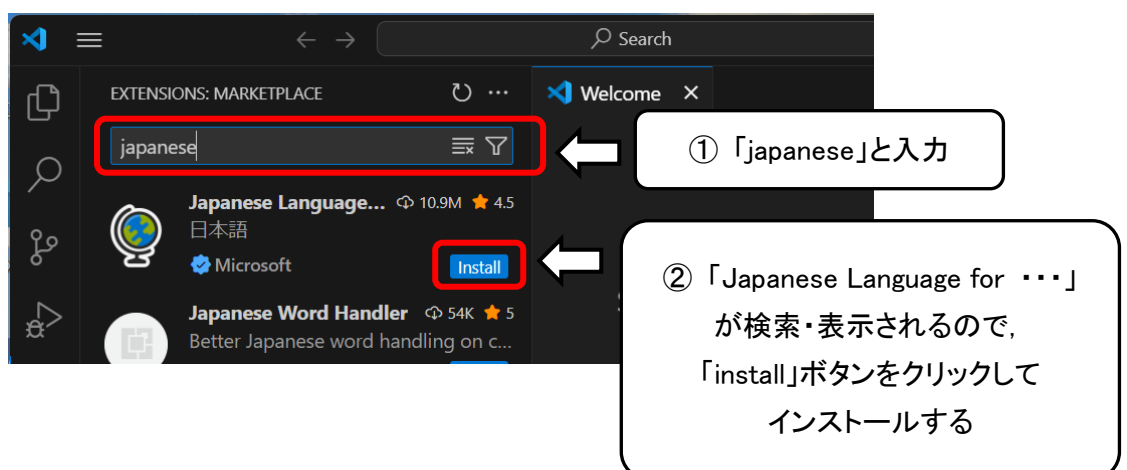 Search
EXTENSIONS: MARKETPLACE
Welcome
japanese
① 「japanese」と入力
Japanese Language... 10.9M 4.5
日本語
Microsoft
Install
② 「Japanese Language for ・・・」
が検索・表示されるので,
「install」ボタンをクリックして
インストールする
Japanese Word Handler 54K 5
Better Japanese word handling on c...